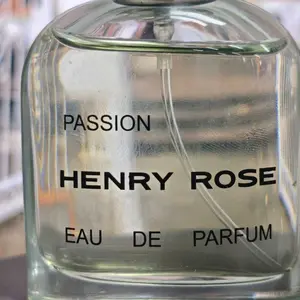 PASSION
HENRY ROSE
EAU DE PARFUM